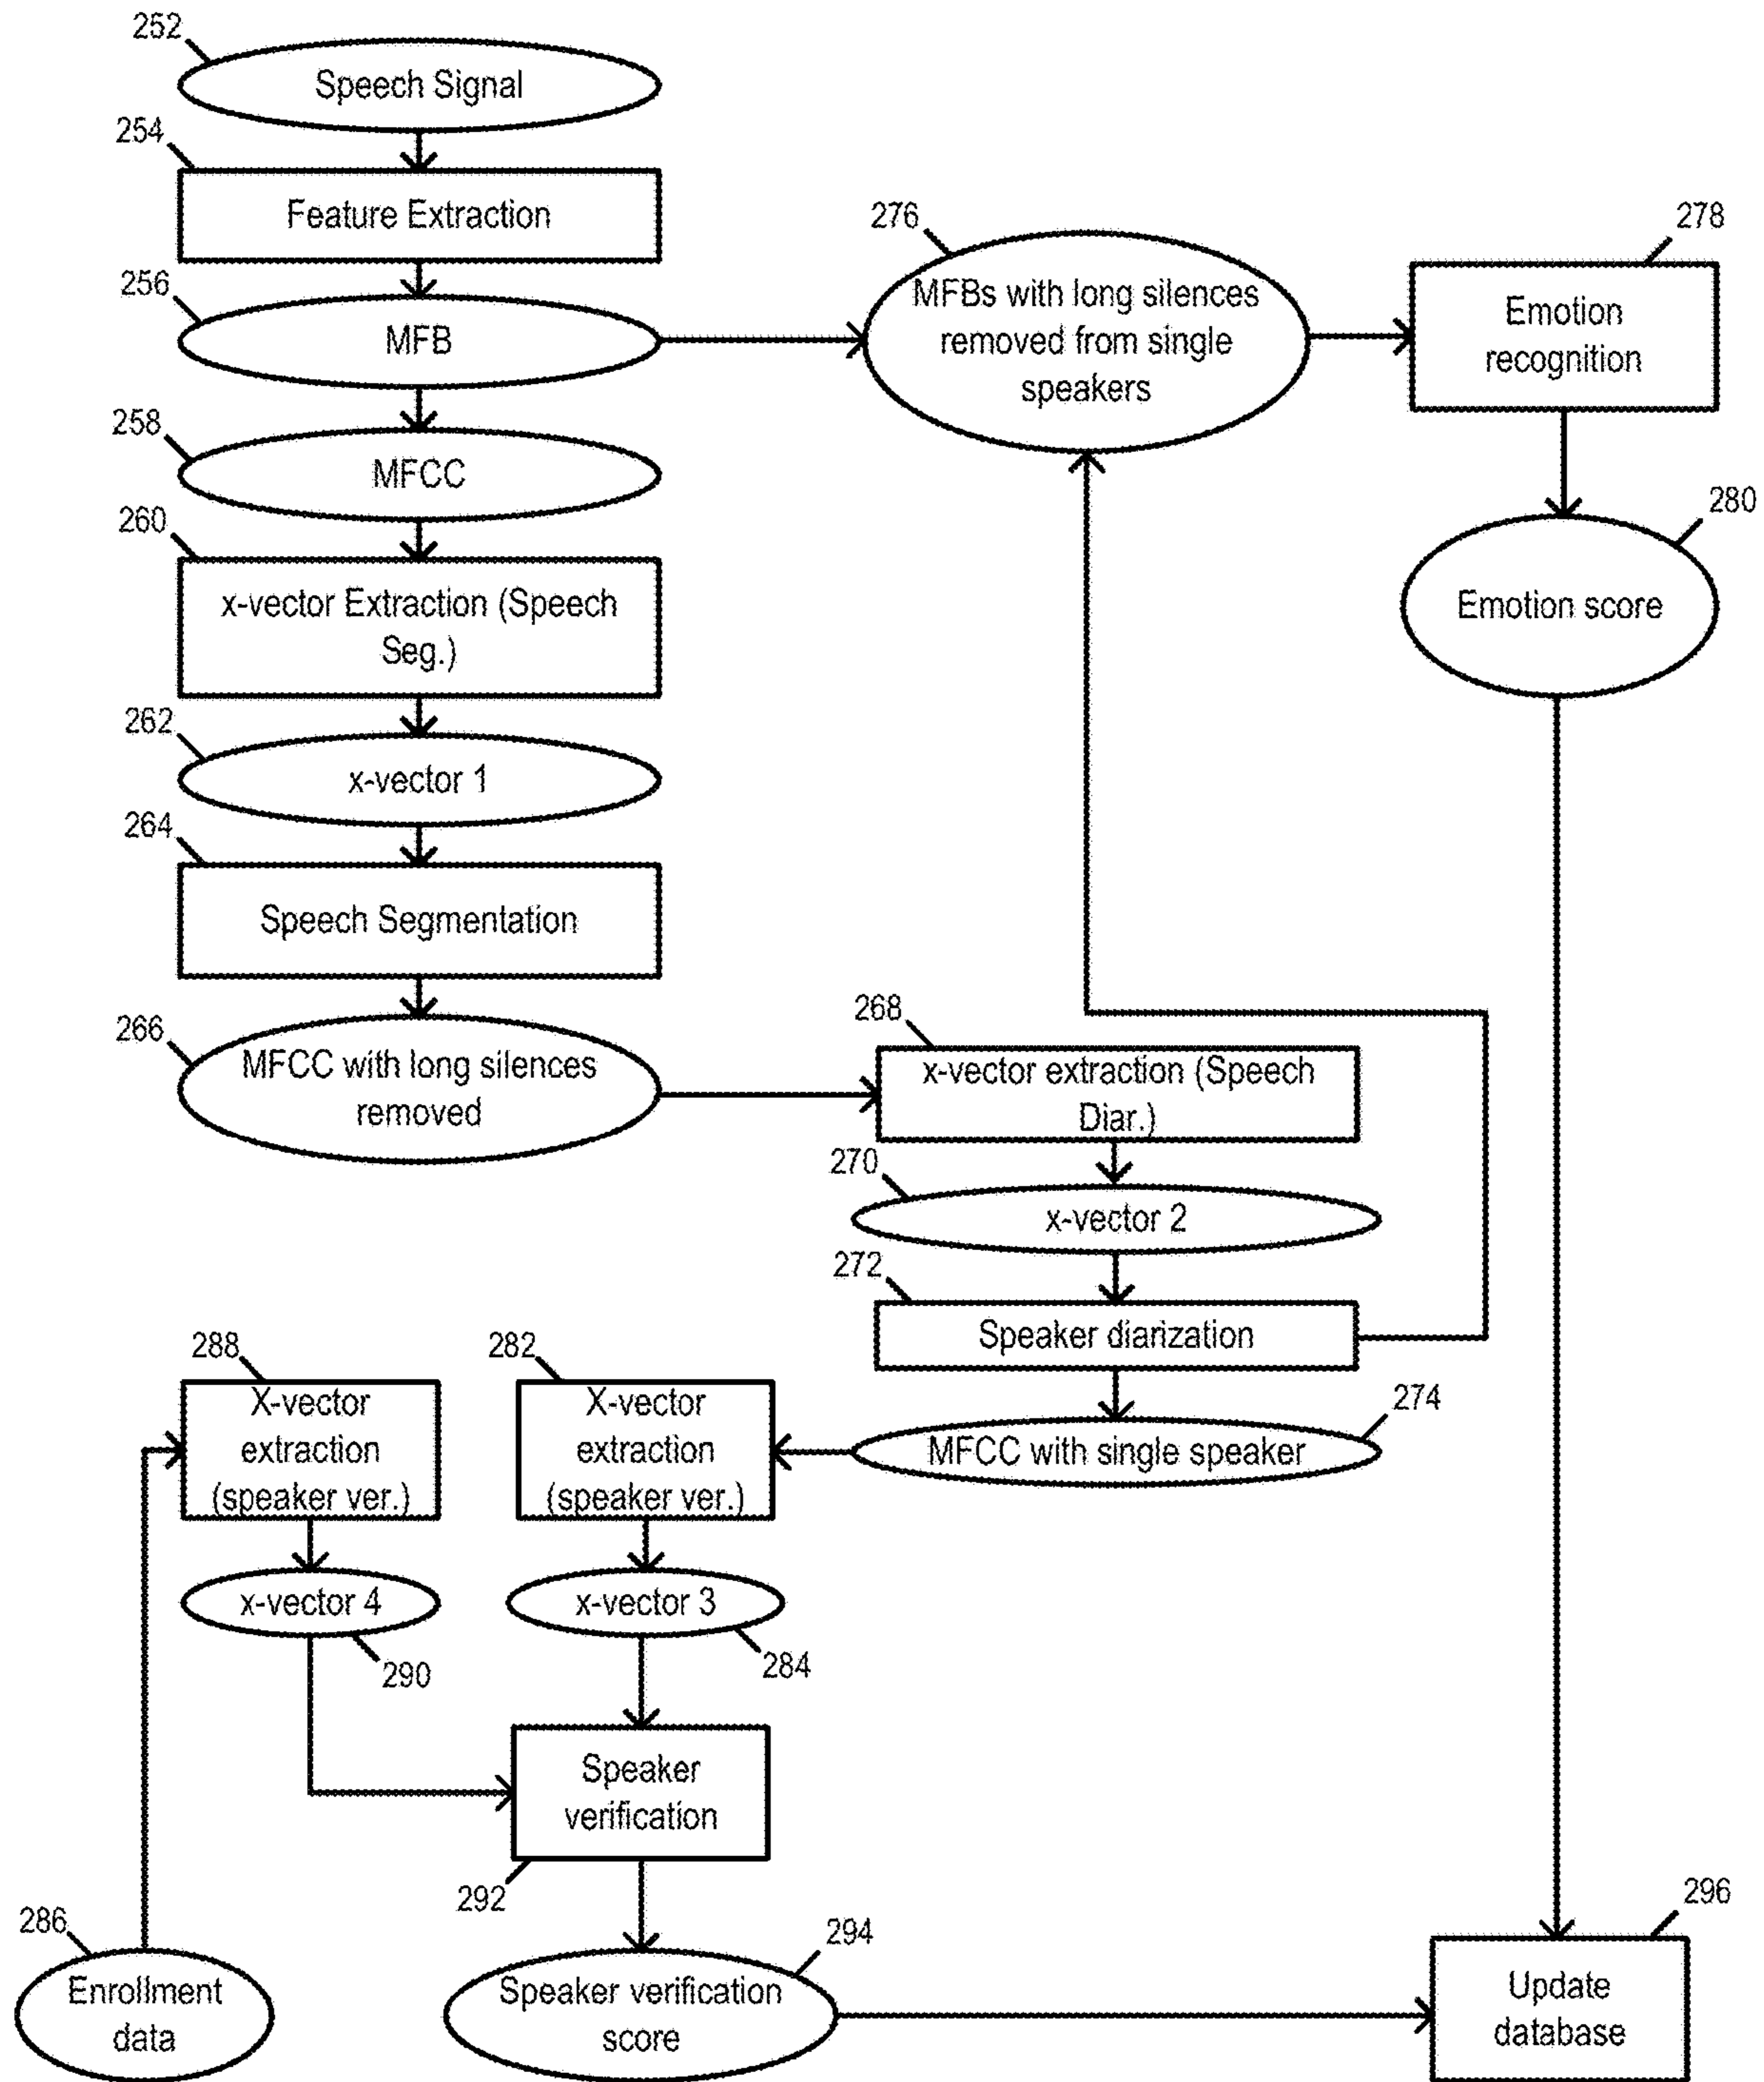 252
Speech Signal
254
Feature Extraction
256
MFB
276
MFBs with long silences
removed from single
speakers
278
Emotion
recognition
258
MFCC
280
Emotion score
260
x-vector Extraction (Speech
Seg.)
262
x-vector 1
264
Speech Segmentation
266
MFCC with long silences
removed
268
x-vector extraction (Speech
Diar.)
270
x-vector 2
272
Speaker diarization
274
MFCC with single speaker
288
X-vector
extraction
(speaker ver.)
282
X-vector
extraction
(speaker ver.)
x-vector 4
290
x-vector 3
284
Speaker
verification
292
286
Enrollment
data
294
Speaker verification
score
296
Update
database